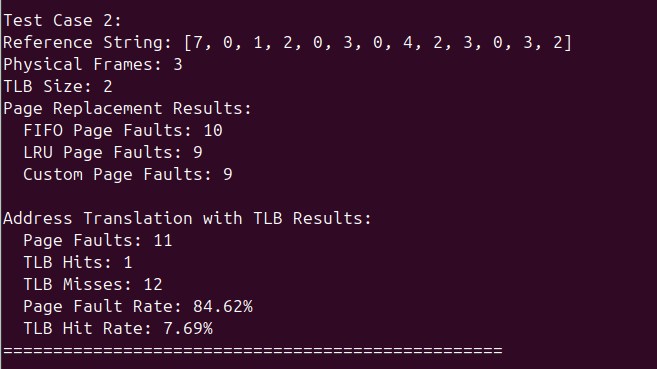 Test Case 2:
Reference String: [7, 0, 1, 2, 0, 3, 0, 4, 2, 3, 0, 3, 2]
Physical Frames: 3
TLB Size: 2
Page Replacement Results:
  FIFO Page Faults: 10
  LRU Page Faults: 9
  Custom Page Faults: 9

Address Translation with TLB Results:
  Page Faults: 11
  TLB Hits: 1
  TLB Misses: 12
  Page Fault Rate: 84.62%
  TLB Hit Rate: 7.69%
==================================================